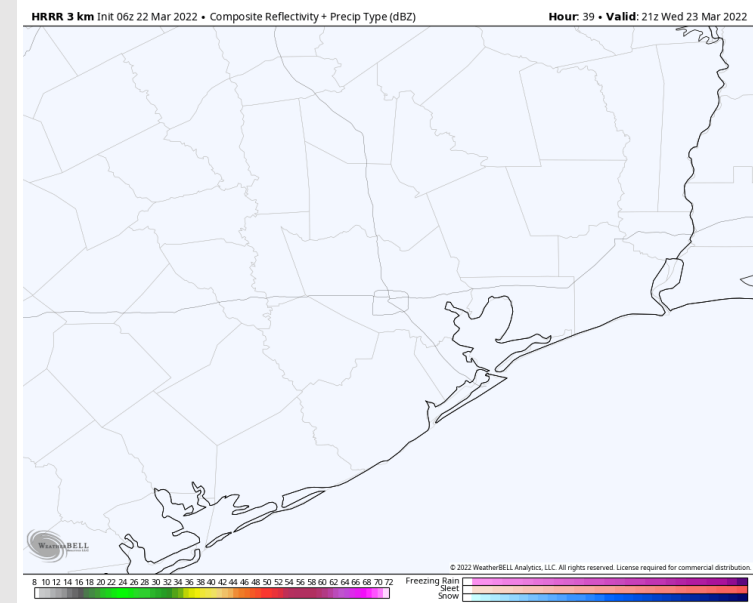 HRRR 3 km Init 06z 22 Mar 2022 • Composite Reflectivity + Precip Type (dBZ)
Hour: 39 • Valid: 21z Wed 23 Mar 2022
WeatherBELL
© 2022 WeatherBELL Analytics, LLC. All rights reserved. License required for commercial distribution.
8 10 12 14 16 18 20 22 24 26 28 30 32 34 36 38 40 42 44 46 48 50 52 54 56 58 60 62 64 66 68 70 72
Freezing Rain
Sleet
Snow